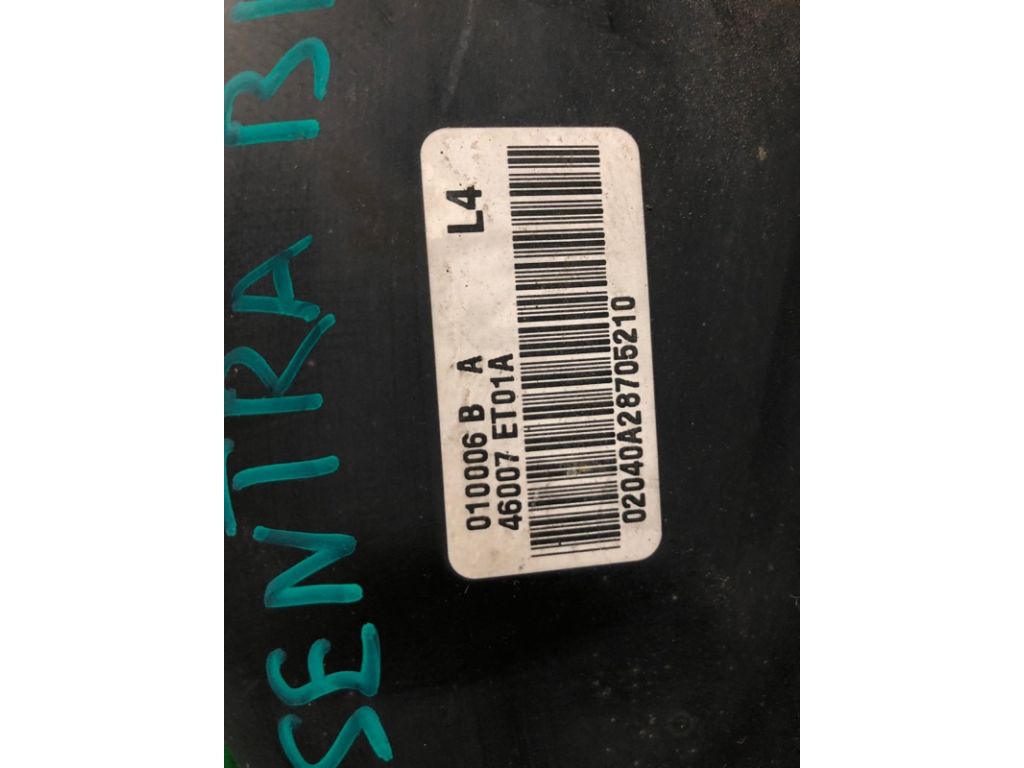 SENTRA B
L4
010006 B A
46007 ET01A
02040A28705210